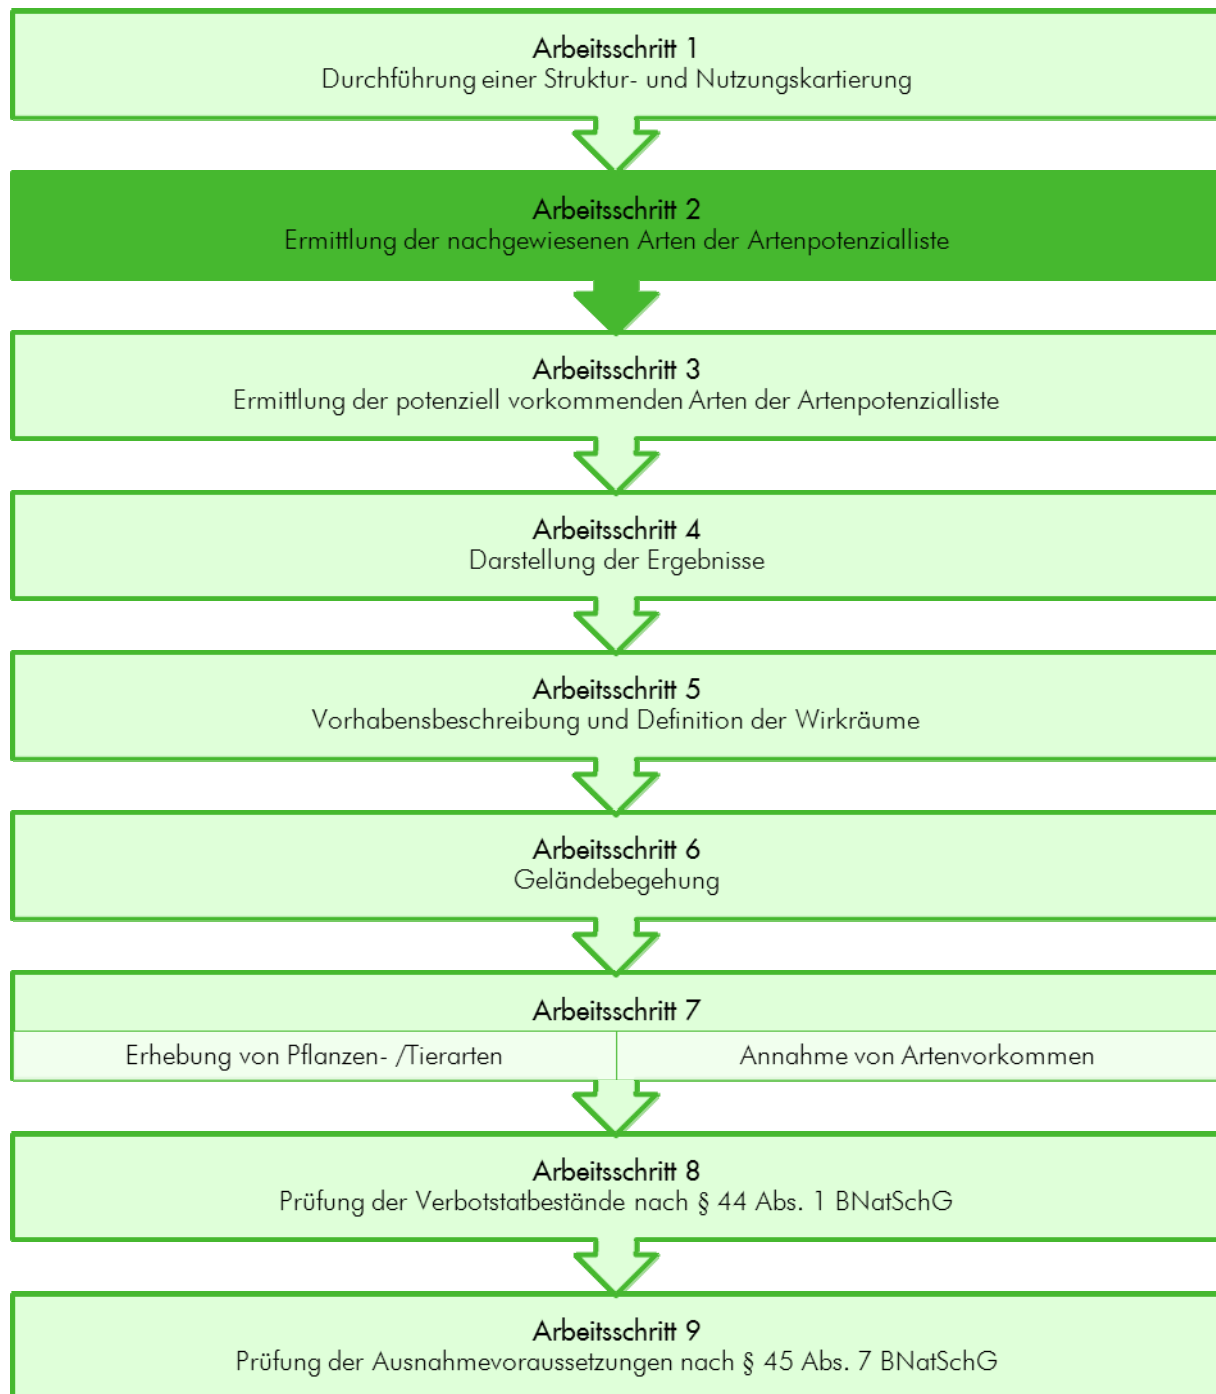 Arbeitsschritt 1
Durchführung einer Struktur- und Nutzungskartierung
Arbeitsschritt 2
Ermittlung der nachgewiesenen Arten der Artenpotenzialliste
Arbeitsschritt 3
Ermittlung der potenziell vorkommenden Arten der Artenpotenzialliste
Arbeitsschritt 4
Darstellung der Ergebnisse
Arbeitsschritt 5
Vorhabensbeschreibung und Definition der Wirkräume
Arbeitsschritt 6
Geländebegehung
Arbeitsschritt 7
Erhebung von Pflanzen- /Tierarten
Annahme von Artenvorkommen
Arbeitsschritt 8
Prüfung der Verbotstatbestände nach § 44 Abs. 1 BNatSchG
Arbeitsschritt 9
Prüfung der Ausnahmevoraussetzungen nach § 45 Abs. 7 BNatSchG